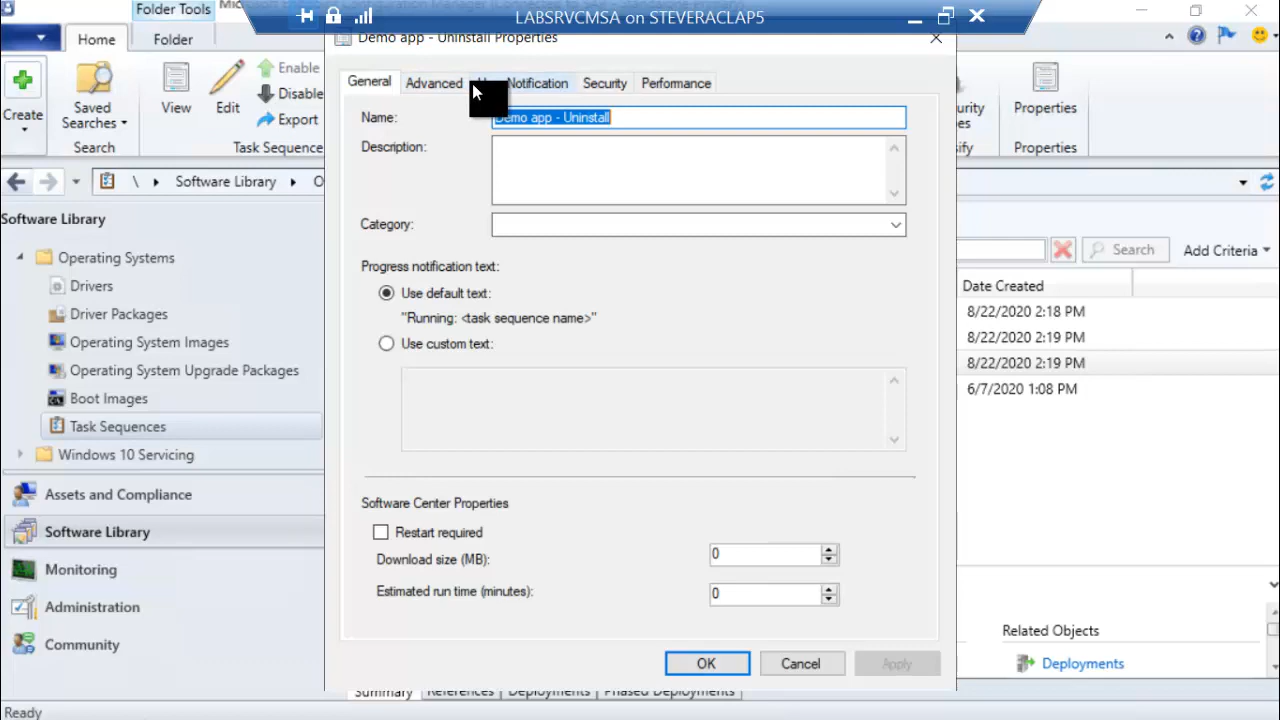 Folder Tools
LABSRVCMSA on STEVERACLAP5
Home
Folder
Demo app - Uninstall Properties
Create
Saved
Searches
Search
View
Edit
Enable
Disable
Export
Task Sequence
Properties
Properties
General
Advanced
Notification
Security
Performance
Name:
Demo app - Uninstall
Description:
Category:
Progress notification text:
Use default text:
"Running: <task sequence name>"
Use custom text:
Software Center Properties
Restart required
Download size (MB):
0
Estimated run time (minutes):
0
OK
Cancel
Apply
\
Software Library
Software Library
Operating Systems
Drivers
Driver Packages
Operating System Images
Operating System Upgrade Packages
Boot Images
Task Sequences
Windows 10 Servicing
Assets and Compliance
Software Library
Monitoring
Administration
Community
Search
Add Criteria
Date Created
8/22/2020 2:18 PM
8/22/2020 2:19 PM
8/22/2020 2:19 PM
6/7/2020 1:08 PM
Related Objects
Deployments
Summary
References
Deployments
Phased Deployments
Ready